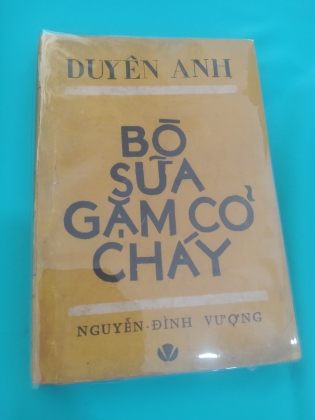 DUYÊN ANH
BÒ
SỮA
GẶM CỎ
CHÁY
NGUYỄN-ĐÌNH VƯỢNG